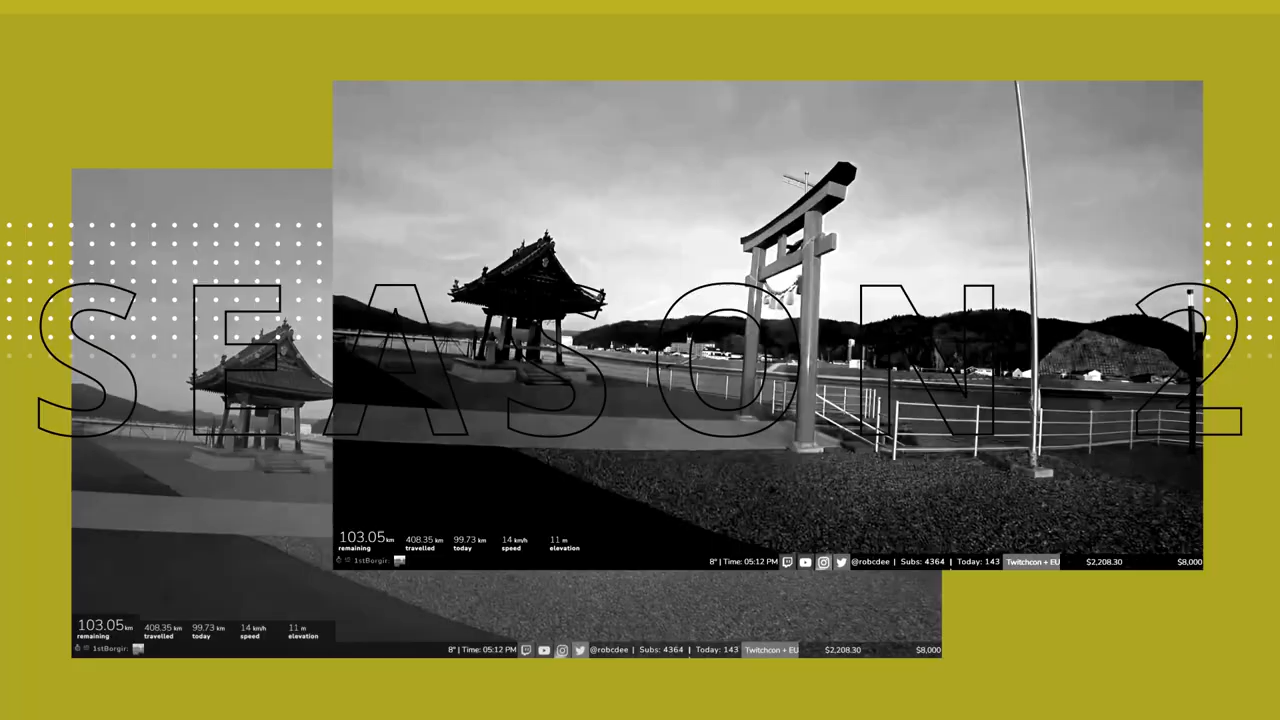 SEASON 2
103.05 km 408.35 km 99.73 km 14 km/h 11 m
remaining travelled today speed elevation
1stBorgir:
8° | Time: 05:12 PM @robcdee | Subs: 4364 | Today: 143 Twitchcon + EU $2,208.30 $8,000
103.05 km 408.35 km 99.73 km 14 km/h 11 m
remaining travelled today speed elevation
1stBorgir:
8° | Time: 05:12 PM @robcdee | Subs: 4364 | Today: 143 Twitchcon + EU $2,208.30 $8,000